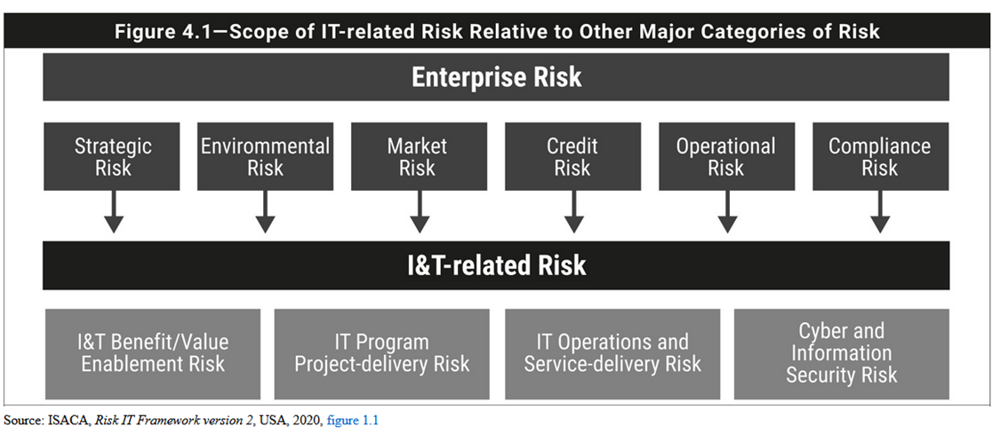 Figure 4.1—Scope of IT-related Risk Relative to Other Major Categories of Risk
Enterprise Risk
Strategic
Risk
Envirommental
Risk
Market
Risk
Credit
Risk
Operational
Risk
Compliance
Risk
I&T-related Risk
I&T Benefit/Value
Enablement Risk
IT Program
Project-delivery Risk
IT Operations and
Service-delivery Risk
Cyber and
Information
Security Risk
Source: ISACA, Risk IT Framework version 2, USA, 2020, figure 1.1